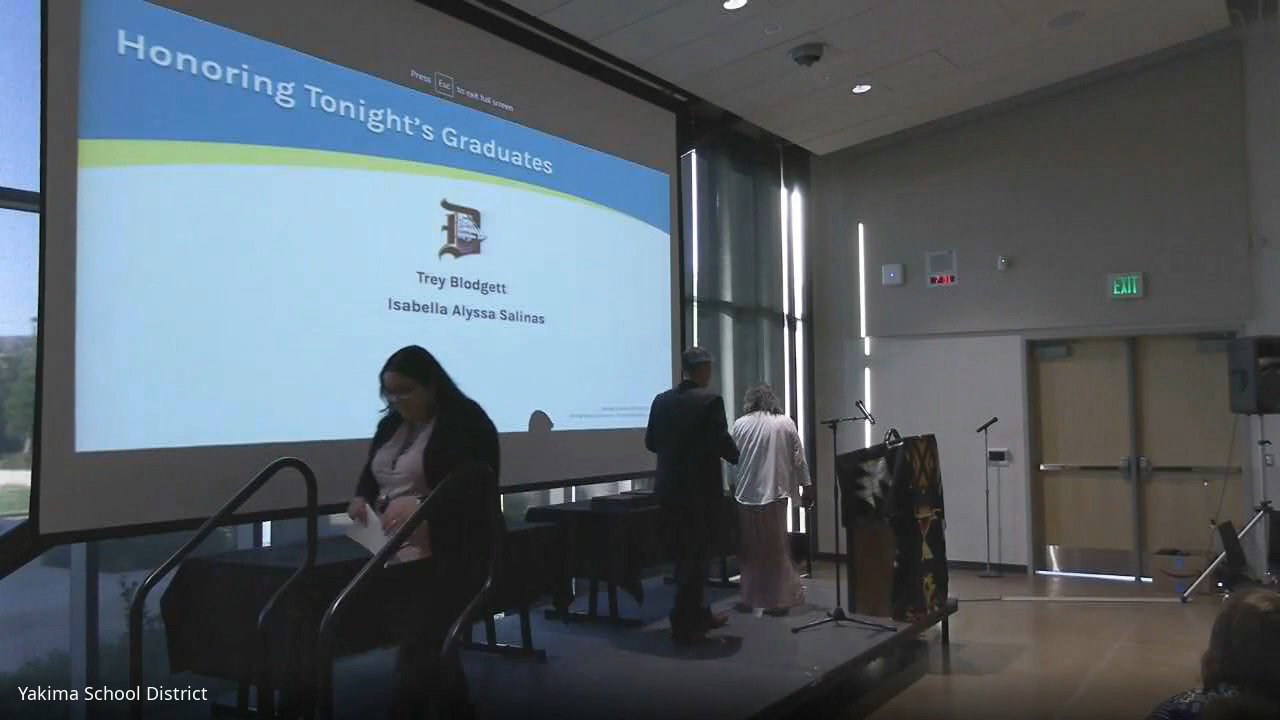 Honoring Tonight's Graduates
Press Esc to exit full screen
D
Trey Blodgett
Isabella Alyssa Salinas
EXIT
Yakima School District